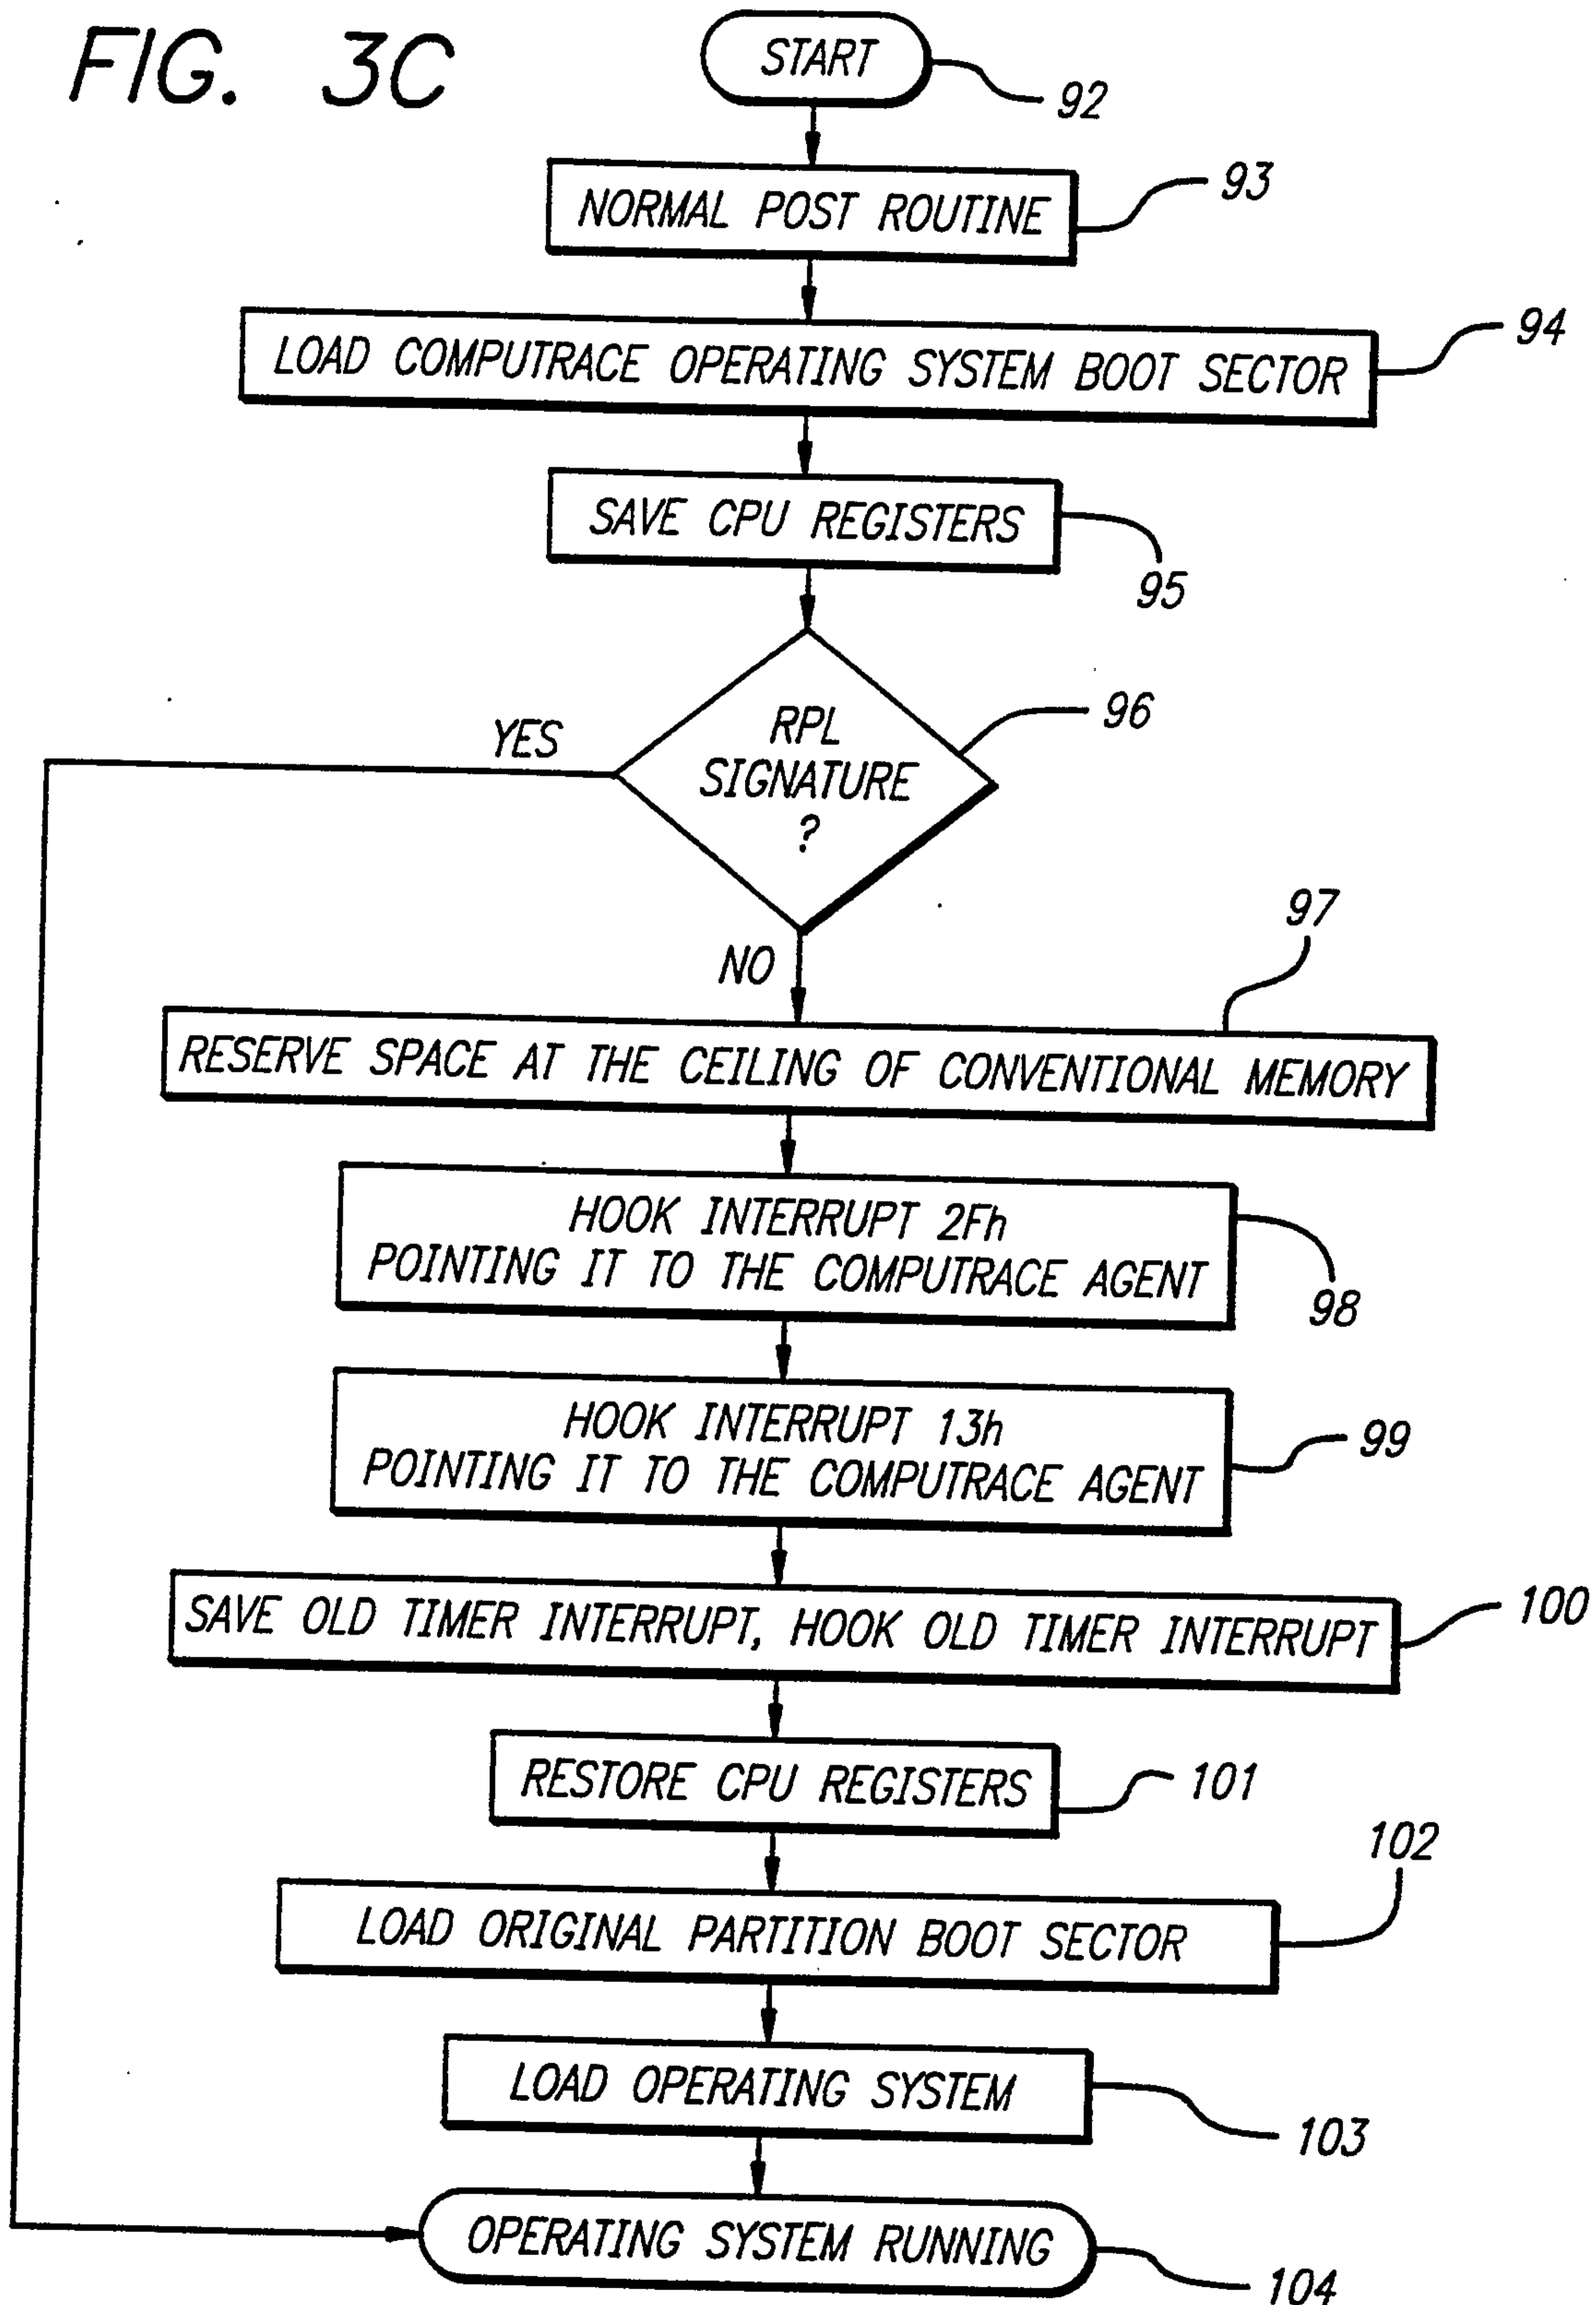 FIG. 3C
START
92
NORMAL POST ROUTINE
93
LOAD COMPUTRACE OPERATING SYSTEM BOOT SECTOR
94
SAVE CPU REGISTERS
95
RPL
SIGNATURE
?
96
YES
NO
97
RESERVE SPACE AT THE CEILING OF CONVENTIONAL MEMORY
HOOK INTERRUPT 2Fh
POINTING IT TO THE COMPUTRACE AGENT
98
HOOK INTERRUPT 13h
POINTING IT TO THE COMPUTRACE AGENT
99
SAVE OLD TIMER INTERRUPT, HOOK OLD TIMER INTERRUPT
100
RESTORE CPU REGISTERS
101
102
LOAD ORIGINAL PARTITION BOOT SECTOR
LOAD OPERATING SYSTEM
103
OPERATING SYSTEM RUNNING
104